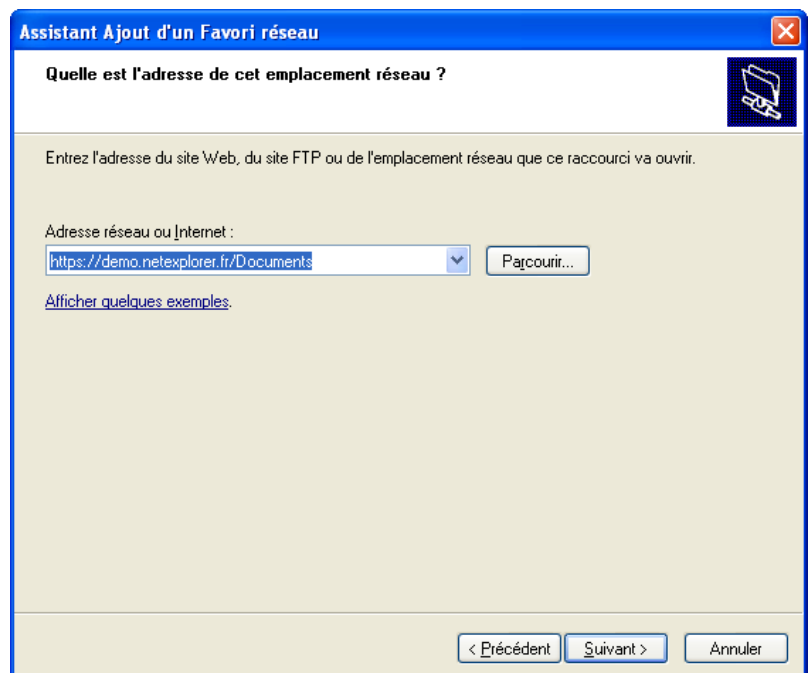 Assistant Ajout d'un Favori réseau
Quelle est l'adresse de cet emplacement réseau ?
Entrez l'adresse du site Web, du site FTP ou de l'emplacement réseau que ce raccourci va ouvrir.
Adresse réseau ou Internet :
https://demo.netexplorer.fr/Documents
Parcourir...
Afficher quelques exemples.
< Précédent
Suivant >
Annuler